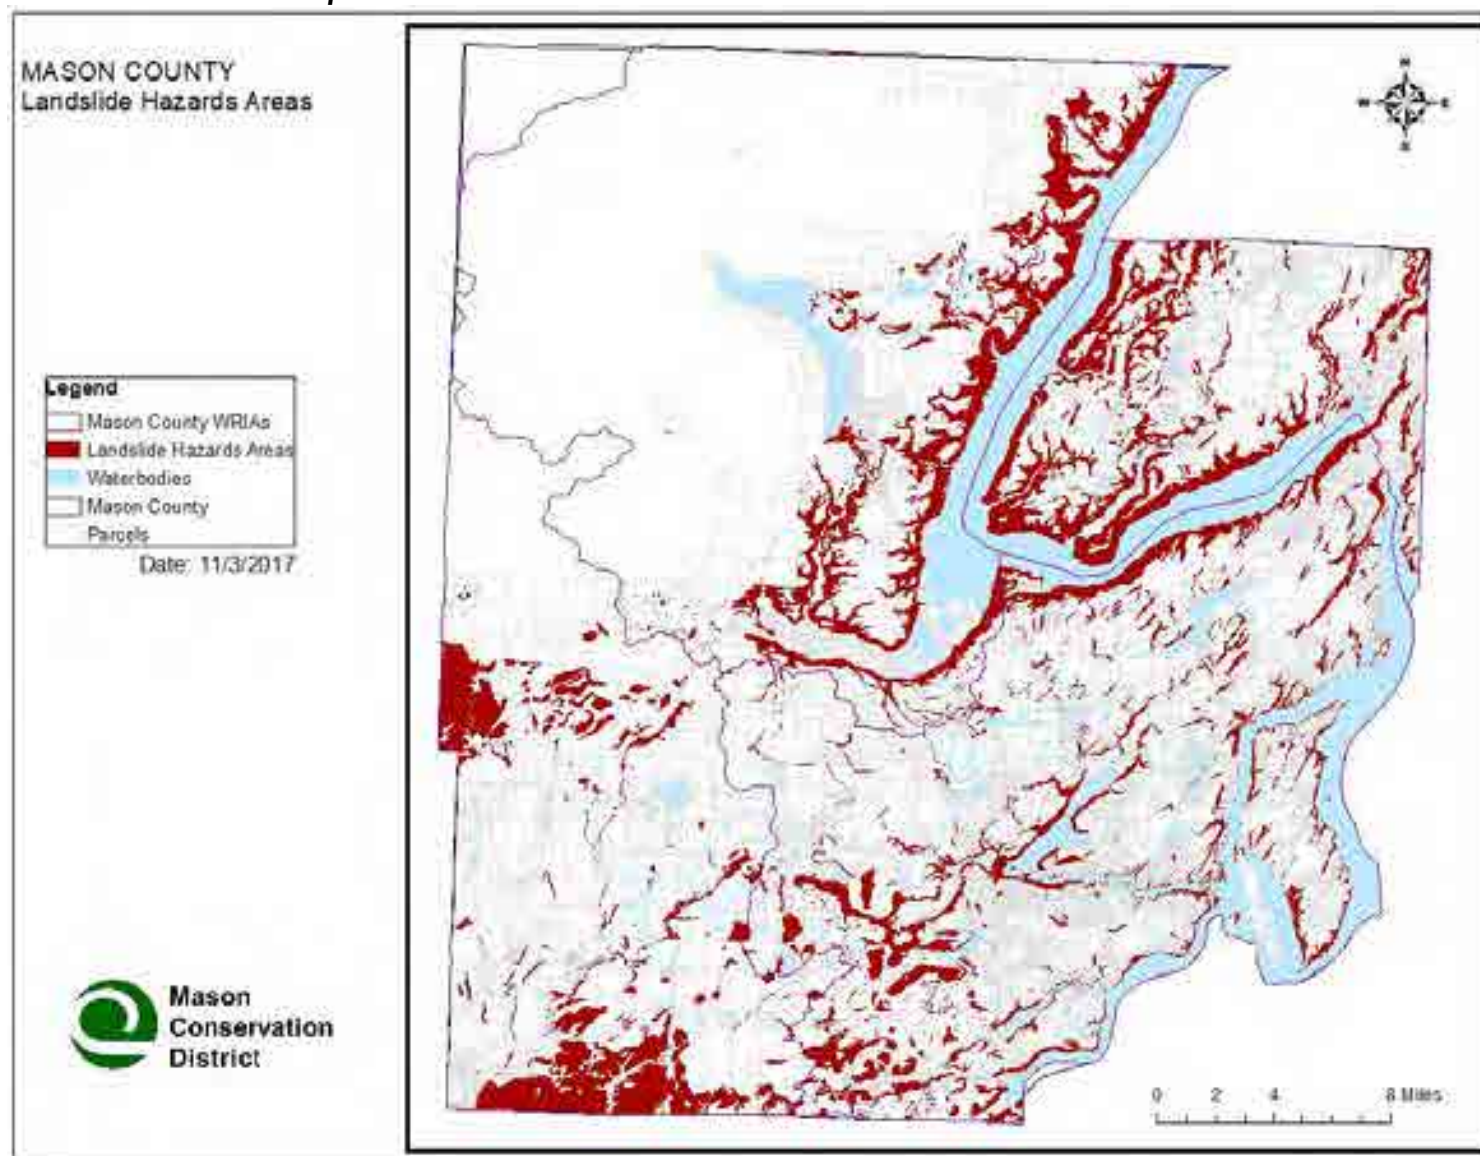 MASON COUNTY
Landslide Hazards Areas
N
W E
S
Legend
Mason County WRIAs
Landslide Hazards Areas
Waterbodies
Mason County
Parcels
Date: 11/3/2017
Mason
Conservation
District
0 2 4 8 Miles